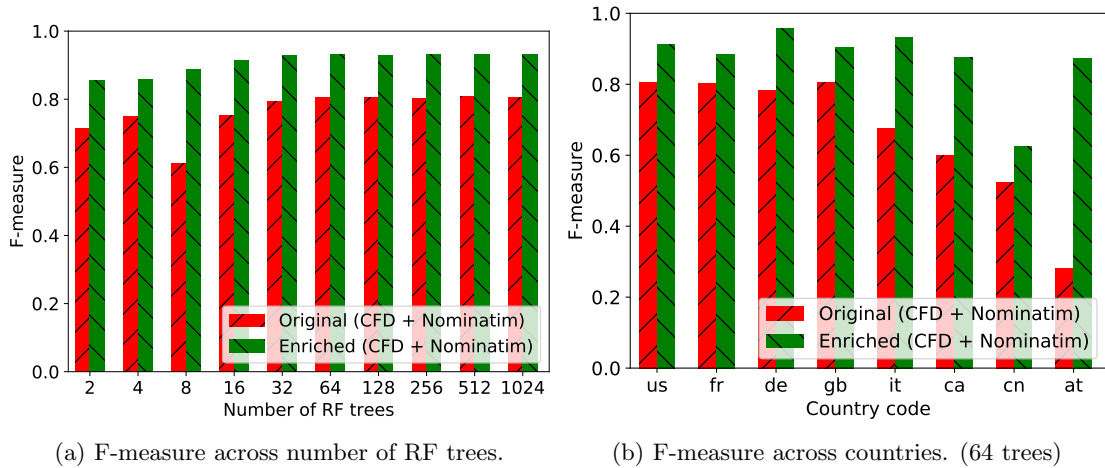 1.0
0.8
0.6
0.4
0.2
0.0
F-measure
Original (CFD + Nominatim)
Enriched (CFD + Nominatim)
2 4 8 16 32 64 128 256 512 1024
Number of RF trees
(a) F-measure across number of RF trees.
1.0
0.8
0.6
0.4
0.2
0.0
F-measure
Original (CFD + Nominatim)
Enriched (CFD + Nominatim)
us fr de gb it ca cn at
Country code
(b) F-measure across countries. (64 trees)